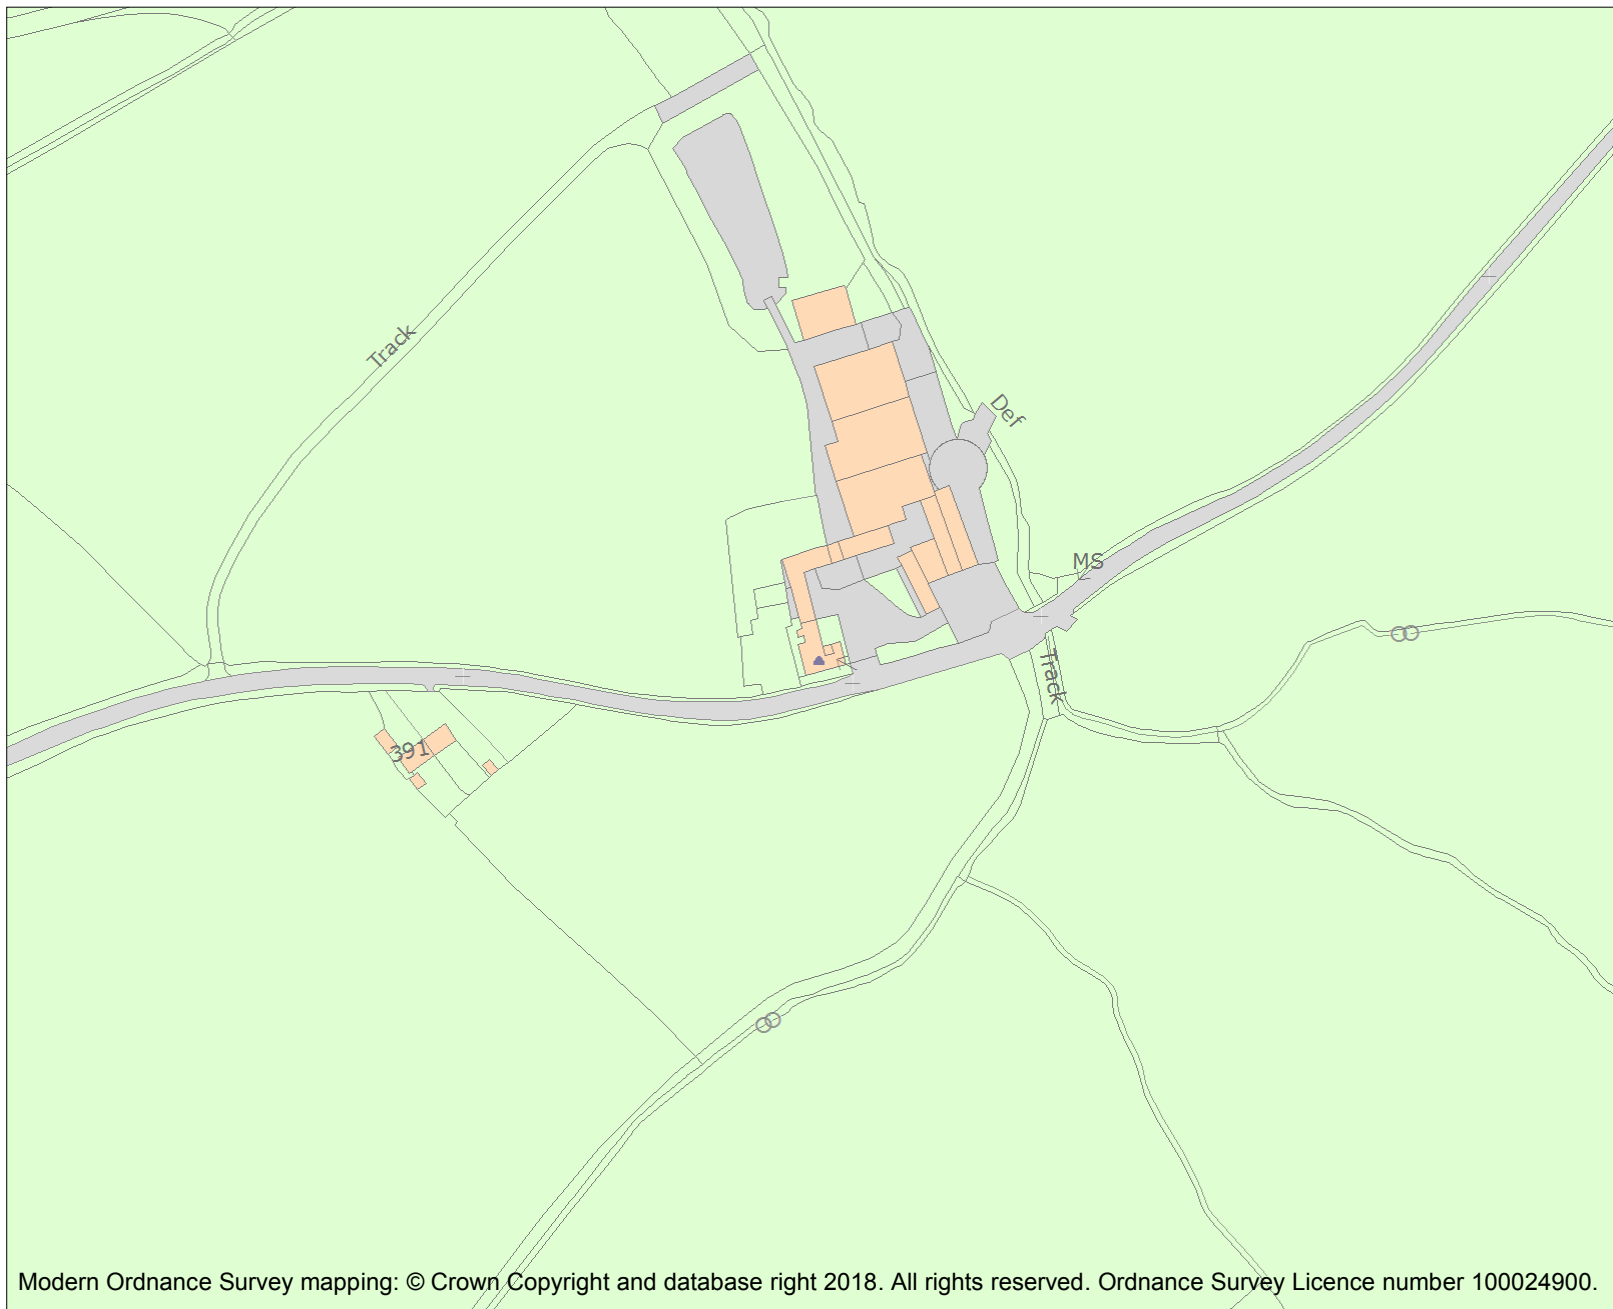 Track
Def
MS
Track
391
Modern Ordnance Survey mapping: © Crown Copyright and database right 2018. All rights reserved. Ordnance Survey Licence number 100024900.